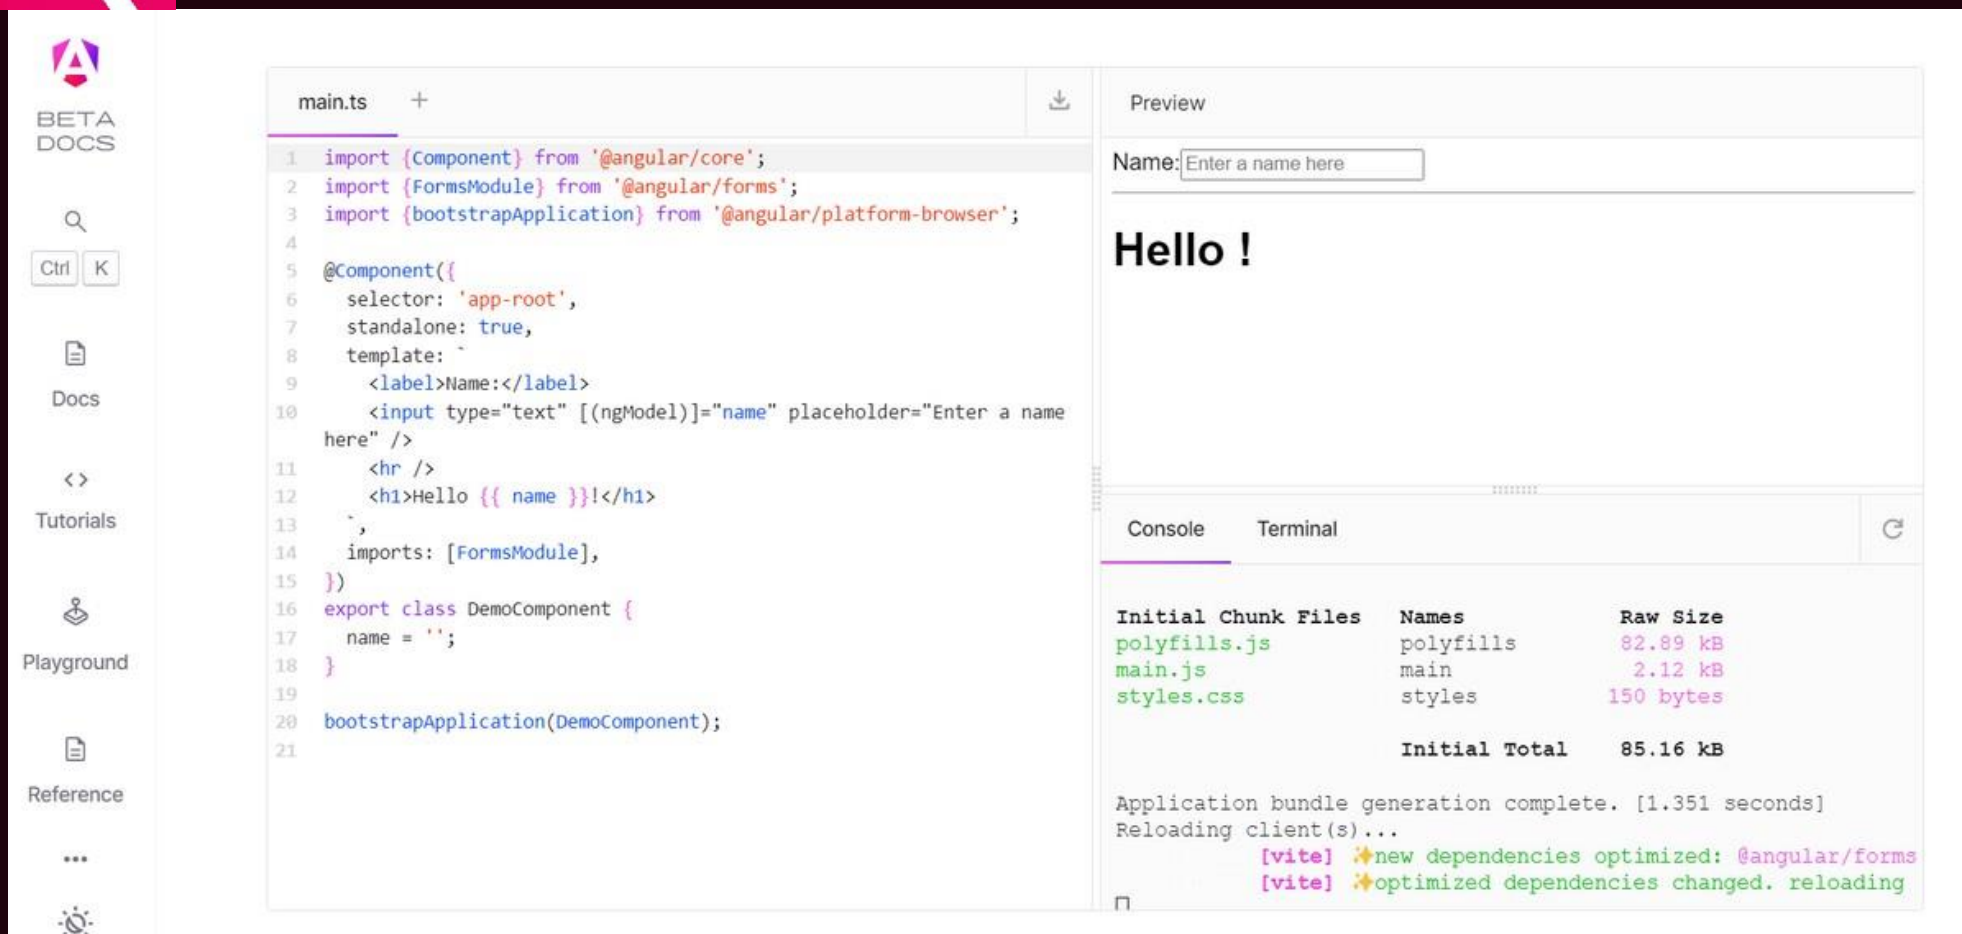 BETA
DOCS
Ctrl K
Docs
Tutorials
Playground
Reference
main.ts
1 import {Component} from '@angular/core';
2 import {FormsModule} from '@angular/forms';
3 import {bootstrapApplication} from '@angular/platform-browser';
4
5 @Component({
6   selector: 'app-root',
7   standalone: true,
8   template: `
9     <label>Name:</label>
10     <input type="text" [(ngModel)]="name" placeholder="Enter a name
here" />
11     <hr />
12     <h1>Hello {{ name }}!</h1>
13   `,
14   imports: [FormsModule],
15 })
16 export class DemoComponent {
17   name = '';
18 }
19
20 bootstrapApplication(DemoComponent);
21
Preview
Name: Enter a name here
Hello !
Console Terminal
Initial Chunk Files Names Raw Size
polyfills.js polyfills 82.89 kB
main.js main 2.12 kB
styles.css styles 150 bytes
Initial Total 85.16 kB
Application bundle generation complete. [1.351 seconds]
Reloading client(s)...
[vite] ✨new dependencies optimized: @angular/forms
[vite] ✨optimized dependencies changed. reloading